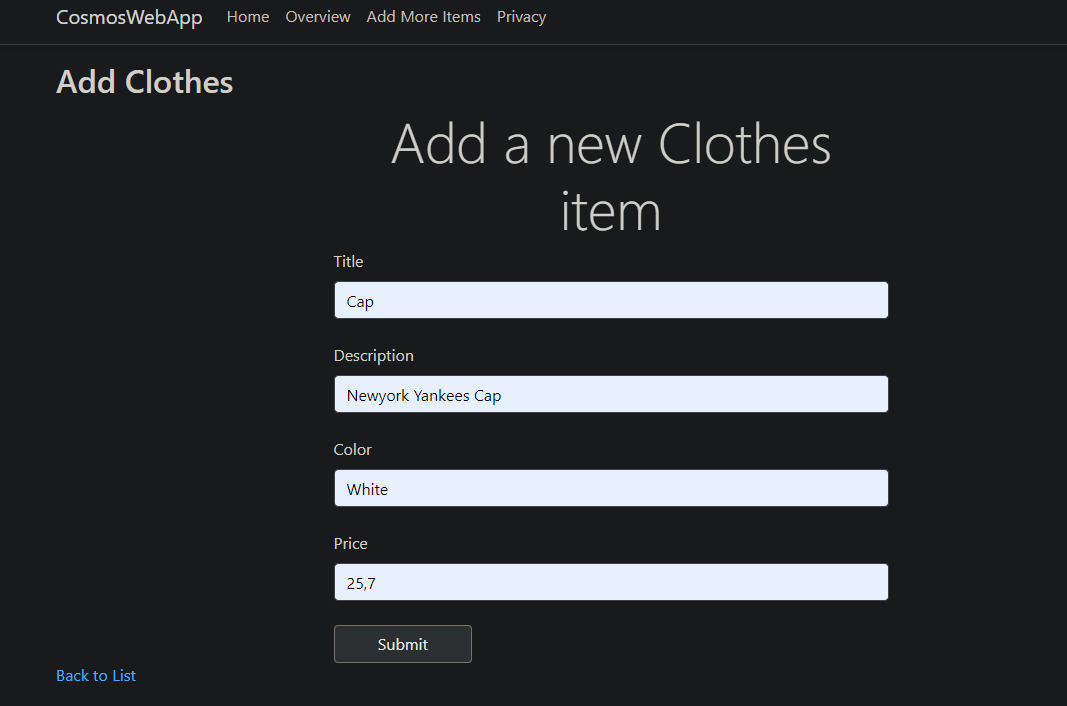 CosmosWebApp Home Overview Add More Items Privacy
Add Clothes
Add a new Clothes
item
Title
Cap
Description
Newyork Yankees Cap
Color
White
Price
25,7
Submit
Back to List